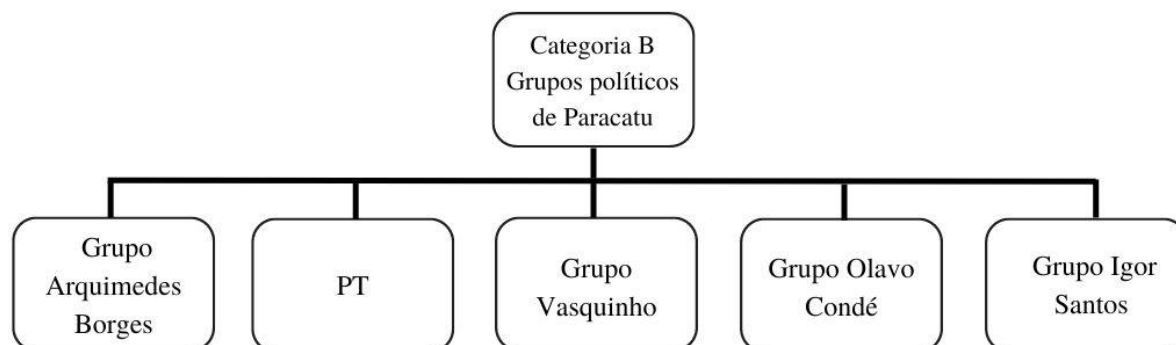 Categoria B
Grupos políticos
de Paracatu
Grupo
Arquimedes
Borges
PT
Grupo
Vasquinho
Grupo Olavo
Condé
Grupo Igor
Santos